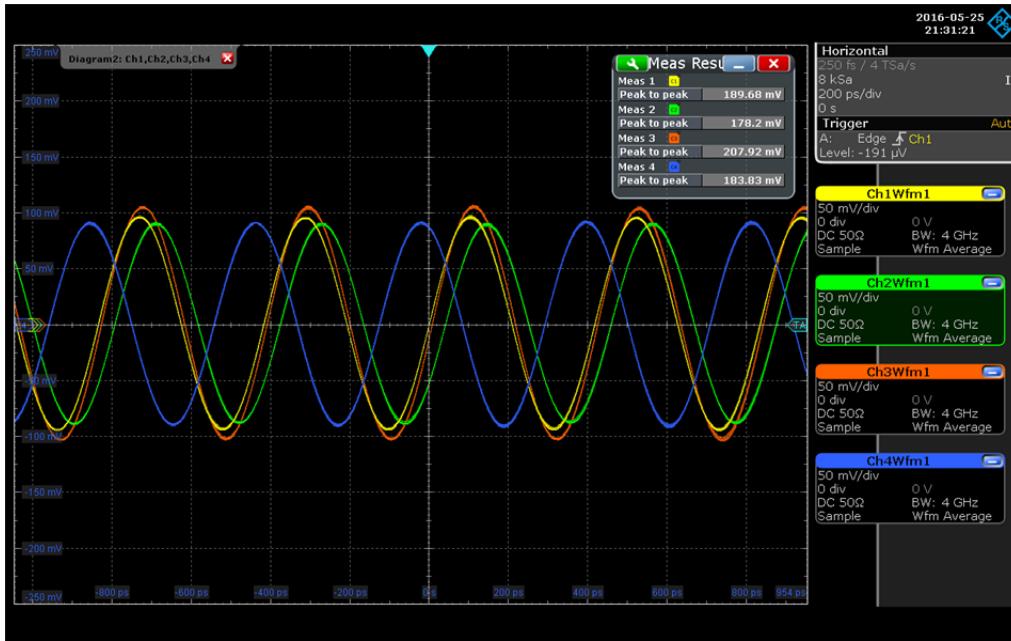 2016-05-25
21:31:21
Diagram2: Ch1,Ch2,Ch3,Ch4
250 mV
200 mV
150 mV
100 mV
50 mV
-50 mV
-100 mV
-150 mV
-200 mV
-250 mV
-800 ps
-600 ps
-400 ps
-200 ps
0 s
200 ps
400 ps
600 ps
800 ps
954 ps
TA
Meas Resu
Meas 1 C1
Peak to peak 189.68 mV
Meas 2 C2
Peak to peak 178.2 mV
Meas 3 C3
Peak to peak 207.92 mV
Meas 4 C4
Peak to peak 183.83 mV
Horizontal
250 fs / 4 TSa/s
8 kSa
200 ps/div
0 s
Trigger Aut
A: Edge Ch1
Level: -191 µV
Ch1Wfm1
50 mV/div
0 div 0 V
DC 50Ω BW: 4 GHz
Sample Wfm Average
Ch2Wfm1
50 mV/div
0 div 0 V
DC 50Ω BW: 4 GHz
Sample Wfm Average
Ch3Wfm1
50 mV/div
0 div 0 V
DC 50Ω BW: 4 GHz
Sample Wfm Average
Ch4Wfm1
50 mV/div
0 div 0 V
DC 50Ω BW: 4 GHz
Sample Wfm Average